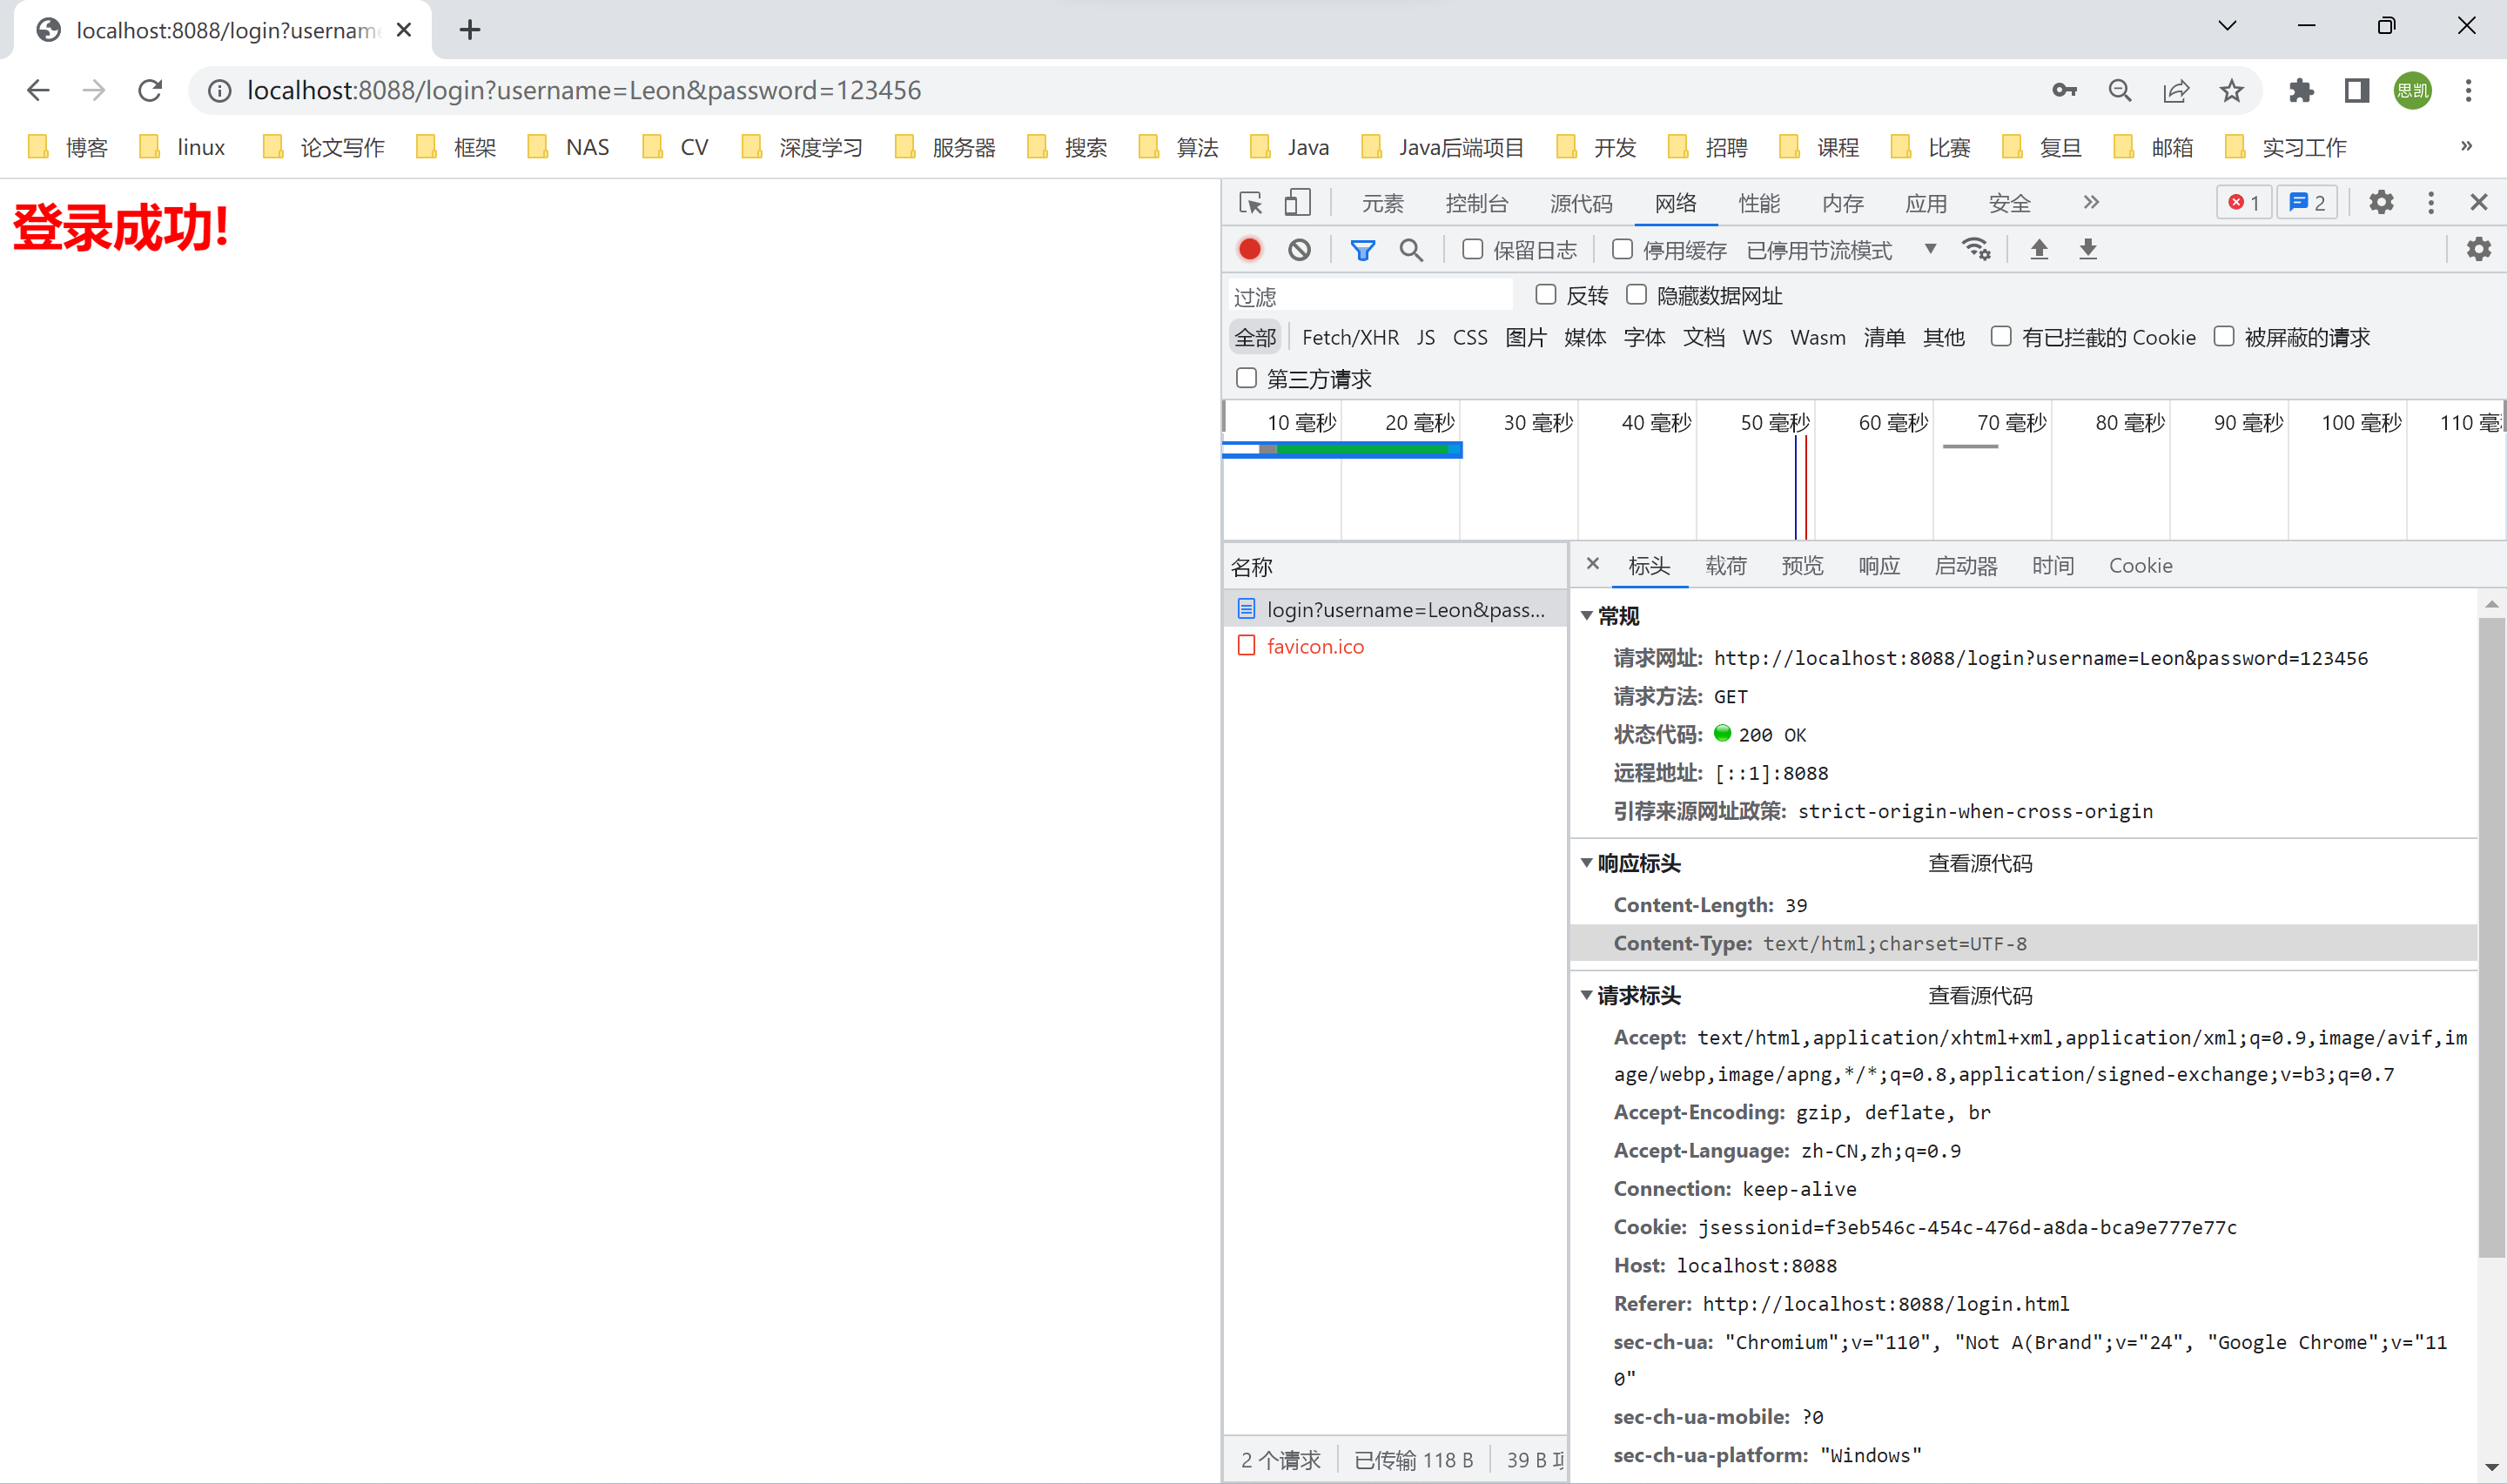 localhost:8088/login?username
localhost:8088/login?username=Leon&password=123456
思凯
博客 linux 论文写作 框架 NAS CV 深度学习 服务器 搜索 算法 Java Java后端项目 开发 招聘 课程 比赛 复旦 邮箱 实习工作 »
登录成功!
元素 控制台 源代码 网络 性能 内存 应用 安全 » 1 2
保留日志 停用缓存 已停用节流模式
过滤 反转 隐藏数据网址
全部 Fetch/XHR JS CSS 图片 媒体 字体 文档 WS Wasm 清单 其他 有已拦截的 Cookie 被屏蔽的请求
第三方请求
10 毫秒 20 毫秒 30 毫秒 40 毫秒 50 毫秒 60 毫秒 70 毫秒 80 毫秒 90 毫秒 100 毫秒 110 毫
名称
login?username=Leon&pass...
favicon.ico
2 个请求 已传输 118 B 39 B
标头 载荷 预览 响应 启动器 时间 Cookie
常规
请求网址: http://localhost:8088/login?username=Leon&password=123456
请求方法: GET
状态代码: 200 OK
远程地址: [::1]:8088
引荐来源网址政策: strict-origin-when-cross-origin
响应标头 查看源代码
Content-Length: 39
Content-Type: text/html;charset=UTF-8
请求标头 查看源代码
Accept: text/html,application/xhtml+xml,application/xml;q=0.9,image/avif,im
age/webp,image/apng,*/*;q=0.8,application/signed-exchange;v=b3;q=0.7
Accept-Encoding: gzip, deflate, br
Accept-Language: zh-CN,zh;q=0.9
Connection: keep-alive
Cookie: jsessionid=f3eb546c-454c-476d-a8da-bca9e777e77c
Host: localhost:8088
Referer: http://localhost:8088/login.html
sec-ch-ua: "Chromium";v="110", "Not A(Brand";v="24", "Google Chrome";v="11
0"
sec-ch-ua-mobile: ?0
sec-ch-ua-platform: "Windows"